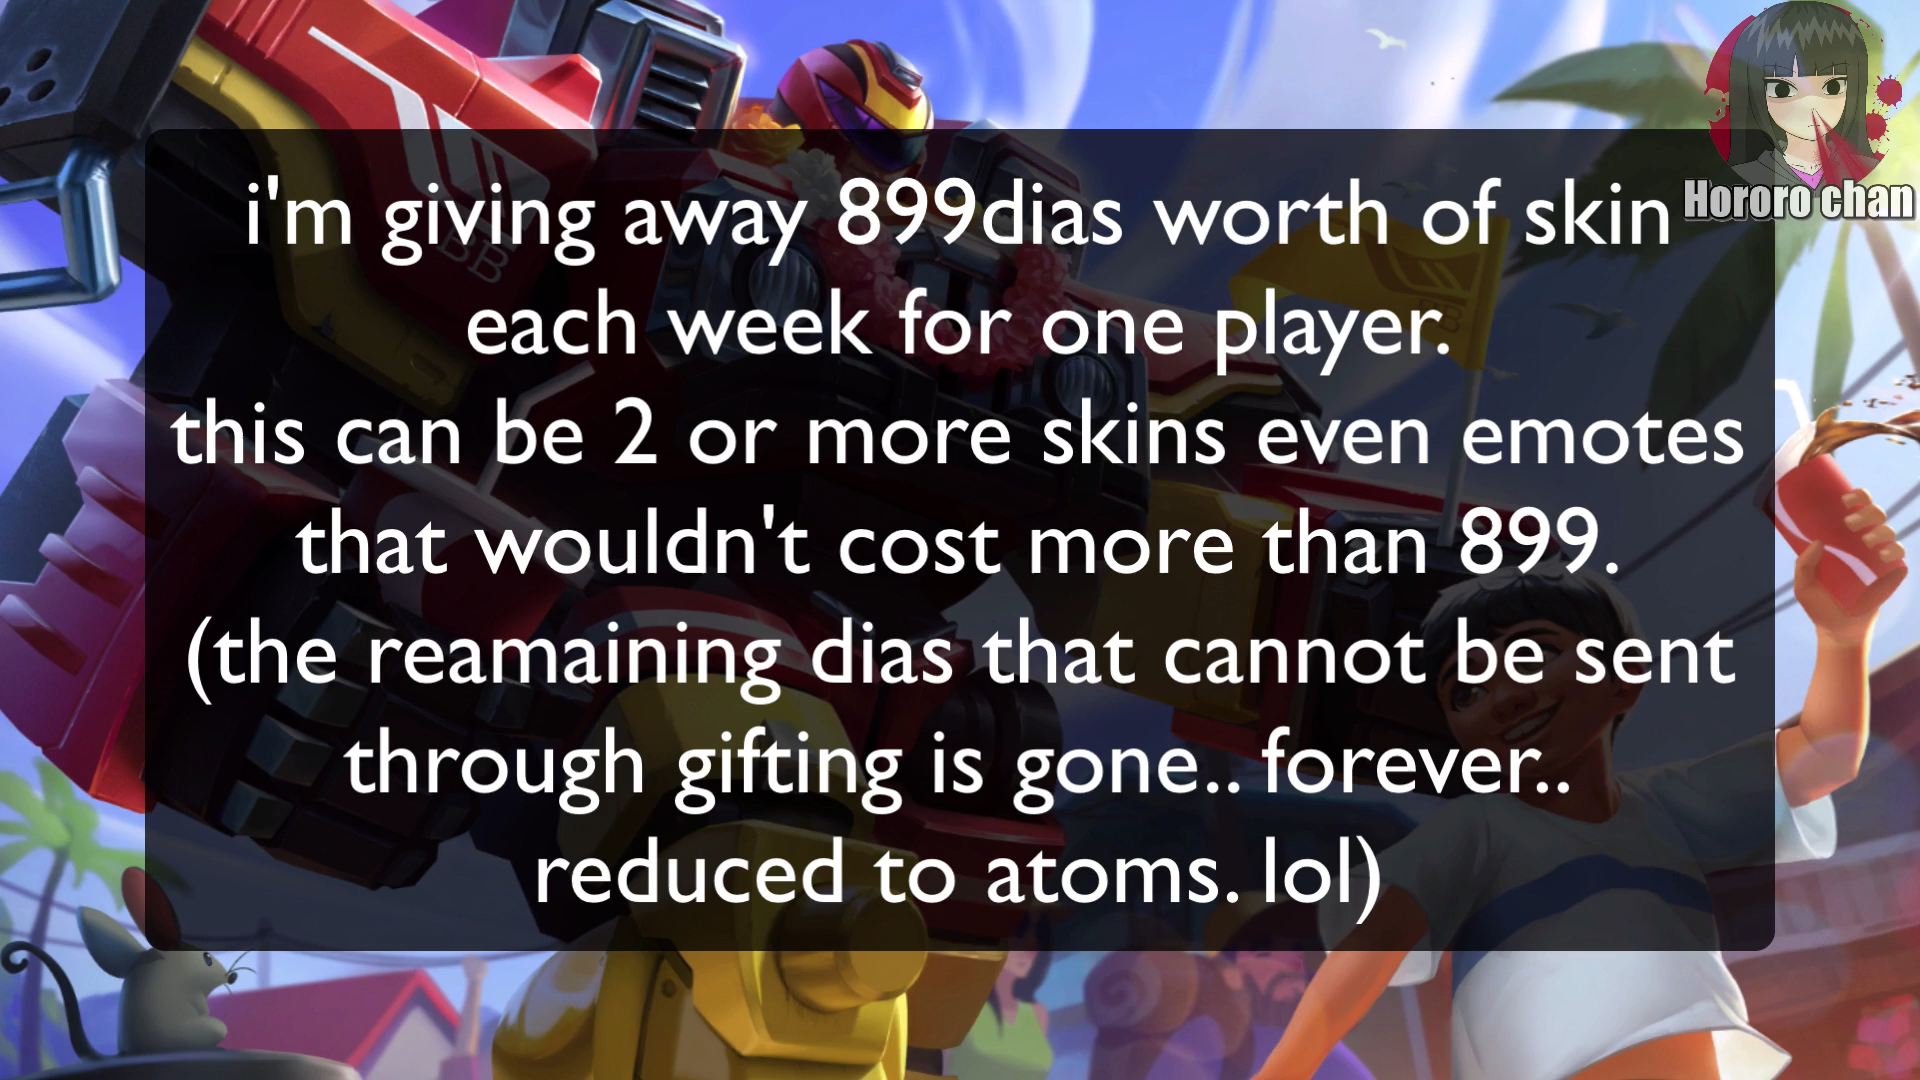 i'm giving away 899dias worth of skin
each week for one player.
this can be 2 or more skins even emotes
that wouldn't cost more than 899.
(the reamaining dias that cannot be sent
through gifting is gone.. forever..
reduced to atoms. lol)
Hororo chan
BB